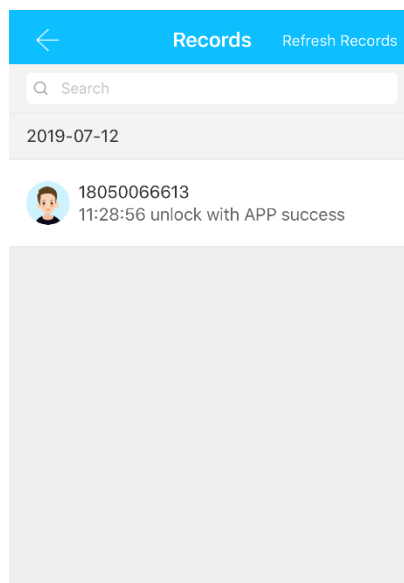 Records
Refresh Records
Search
2019-07-12
18050066613
11:28:56 unlock with APP success